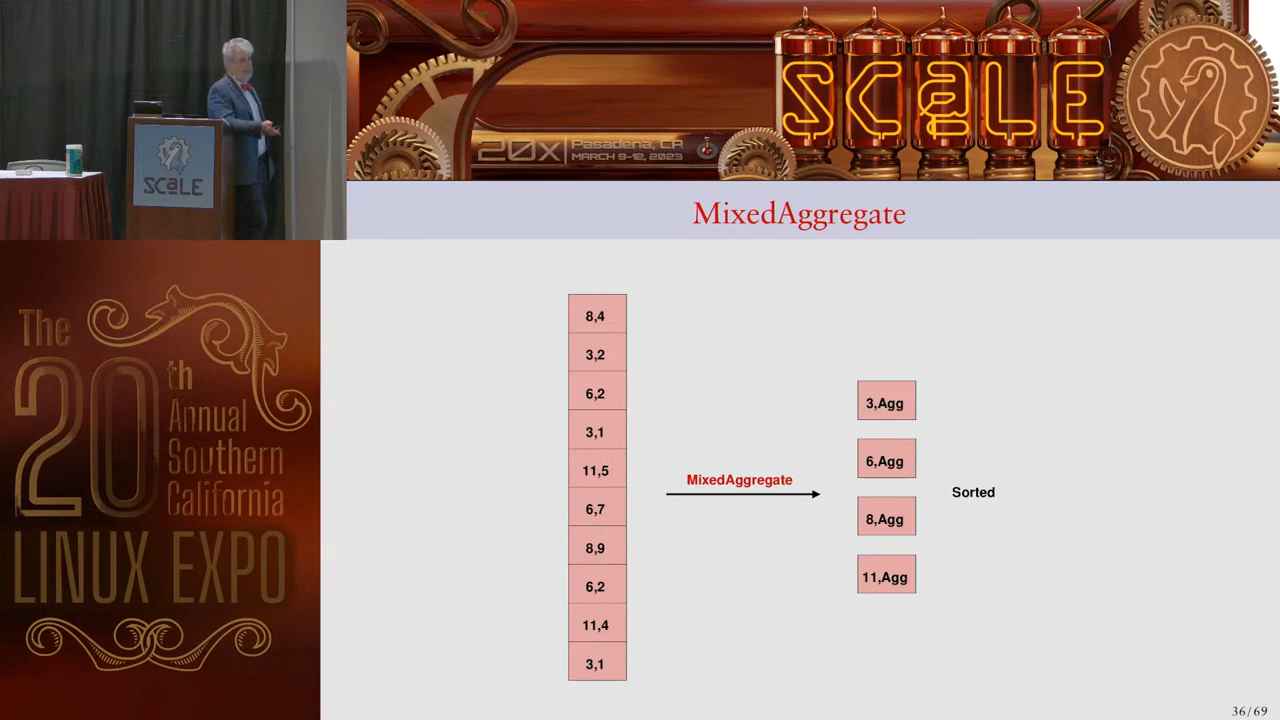 SCaLE
20x
Pasadena, CA
MARCH 9-12, 2023
SCaLE
MixedAggregate
The
20th
Annual
Southern
California
LINUX EXPO
8,4
3,2
6,2
3,1
11,5
6,7
8,9
6,2
11,4
3,1
MixedAggregate
3,Agg
6,Agg
8,Agg
11,Agg
Sorted
36/69